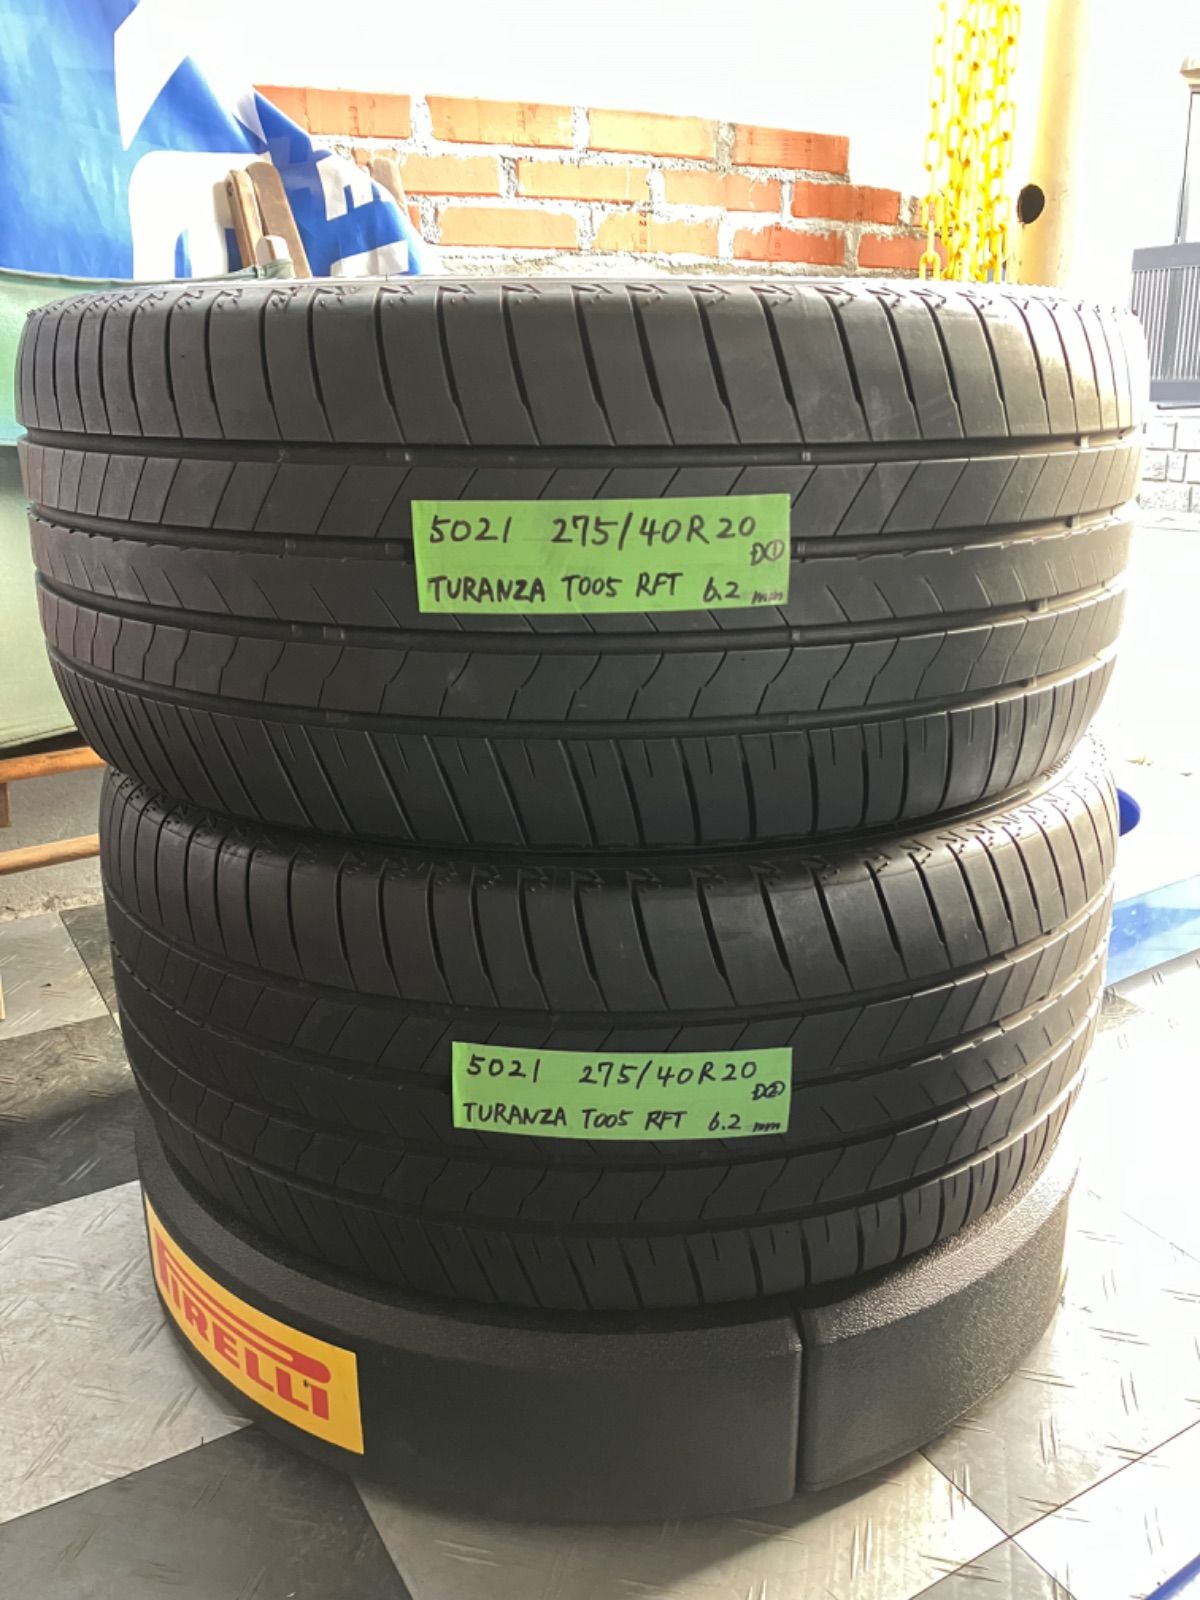 5021 275/40R20
D①
TURANZA T005 RFT 6.2 mm
5021 275/40R20
D②
TURANZA T005 RFT 6.2 mm
PIRELLI